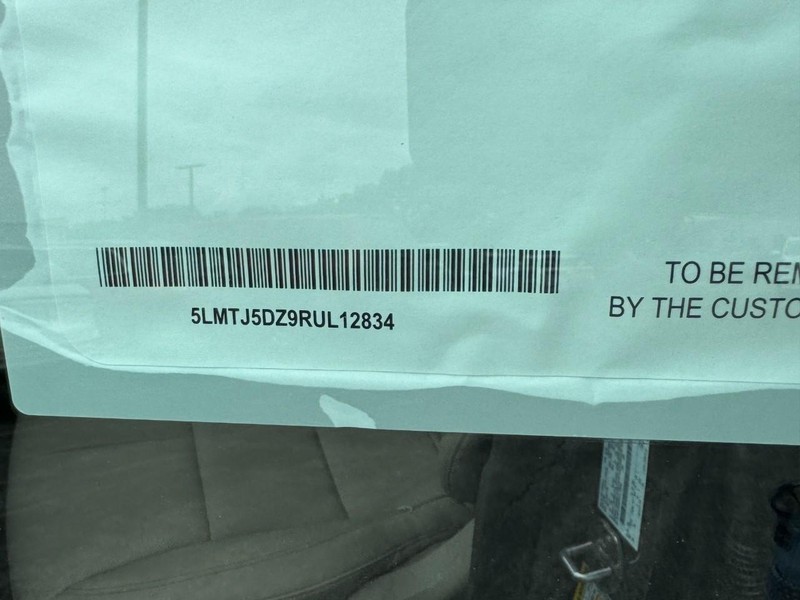 5LMTJ5DZ9RUL12834
TO BE REM
BY THE CUSTO